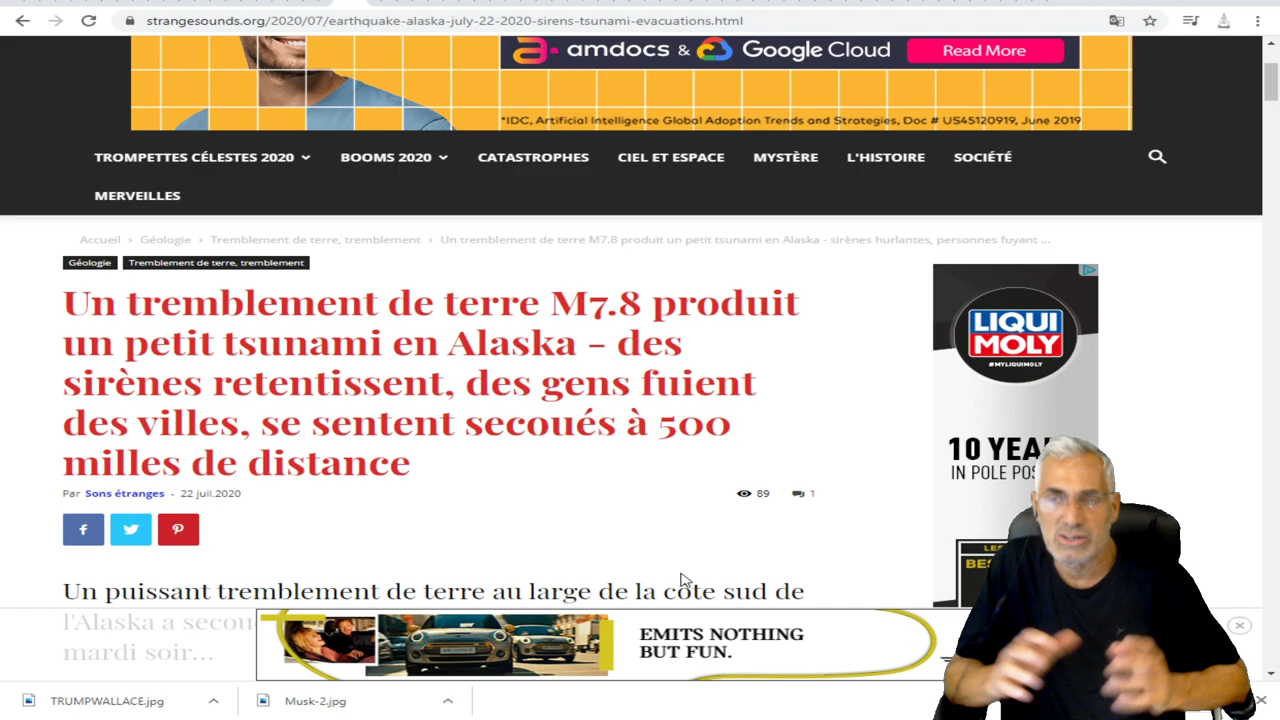 strangesounds.org/2020/07/earthquake-alaska-july-22-2020-sirens-tsunami-evacuations.html
a. amdocs & Google Cloud Read More
*IDC, Artificial Intelligence Global Adoption Trends and Strategies, Doc # US45120919, June 2019
TROMPETTES CÉLESTES 2020 BOOMS 2020 CATASTROPHES CIEL ET ESPACE MYSTÈRE L'HISTOIRE SOCIÉTÉ
MERVEILLES
Accueil › Géologie › Tremblement de terre, tremblement › Un tremblement de terre M7.8 produit un petit tsunami en Alaska - sirènes hurlantes, personnes fuyant ...
Géologie Tremblement de terre, tremblement
Un tremblement de terre M7.8 produit
un petit tsunami en Alaska - des
sirènes retentissent, des gens fuient
des villes, se sentent secoués à 500
milles de distance
Par Sons étranges - 22 juil.2020 89 1
LIQUI
MOLY
#MYLIQUIMOLY
10 YEA
IN POLE POS
Un puissant tremblement de terre au large de la côte sud de
l'Alaska a secou
mardi soir...
EMITS NOTHING
BUT FUN.
TRUMPWALLACE.jpg Musk-2.jpg